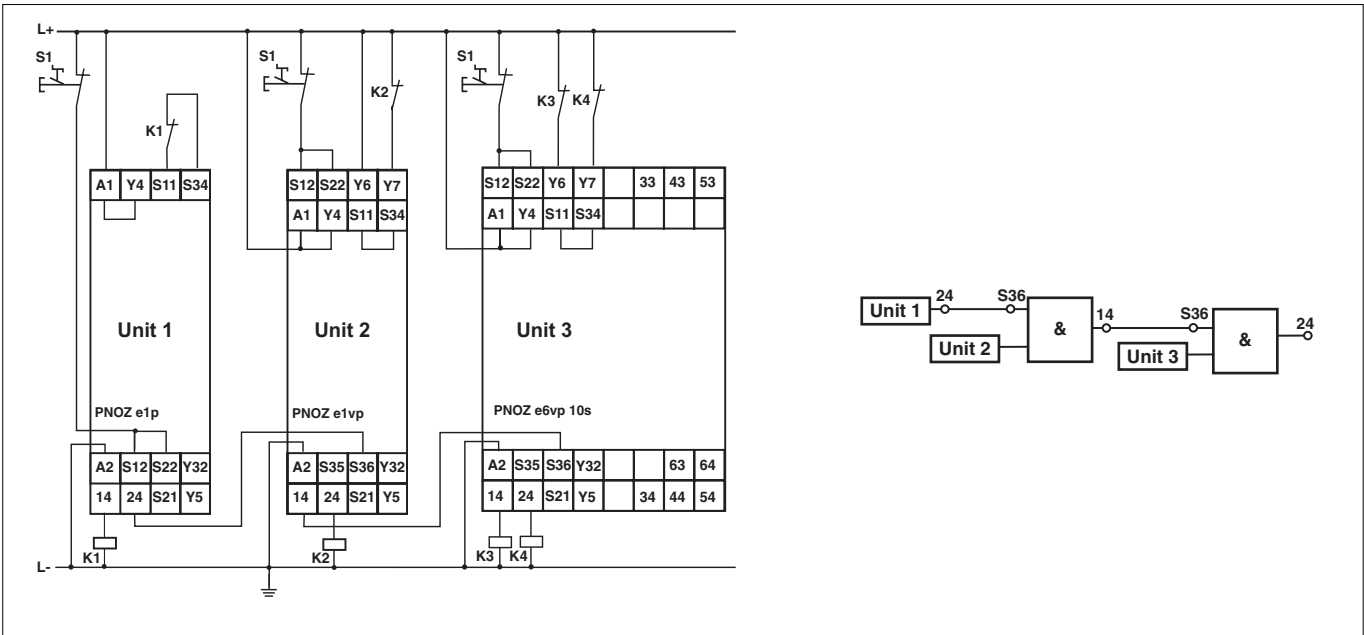 L+
S1 S1 S1
K1 K2 K3 K4
A1 Y4 S11 S34
S12 S22 Y6 Y7
A1 Y4 S11 S34
S12 S22 Y6 Y7 33 43 53
A1 Y4 S11 S34
Unit 1 Unit 2 Unit 3
PNOZ e1p PNOZ e1vp PNOZ e6vp 10s
A2 S12 S22 Y32
14 24 S21 Y5
A2 S35 S36 Y32
14 24 S21 Y5
A2 S35 S36 Y32 63 64
14 24 S21 Y5 34 44 54
K1 K2 K3 K4
L-
Unit 1 24 S36 & 14 S36 & 24
Unit 2 Unit 3